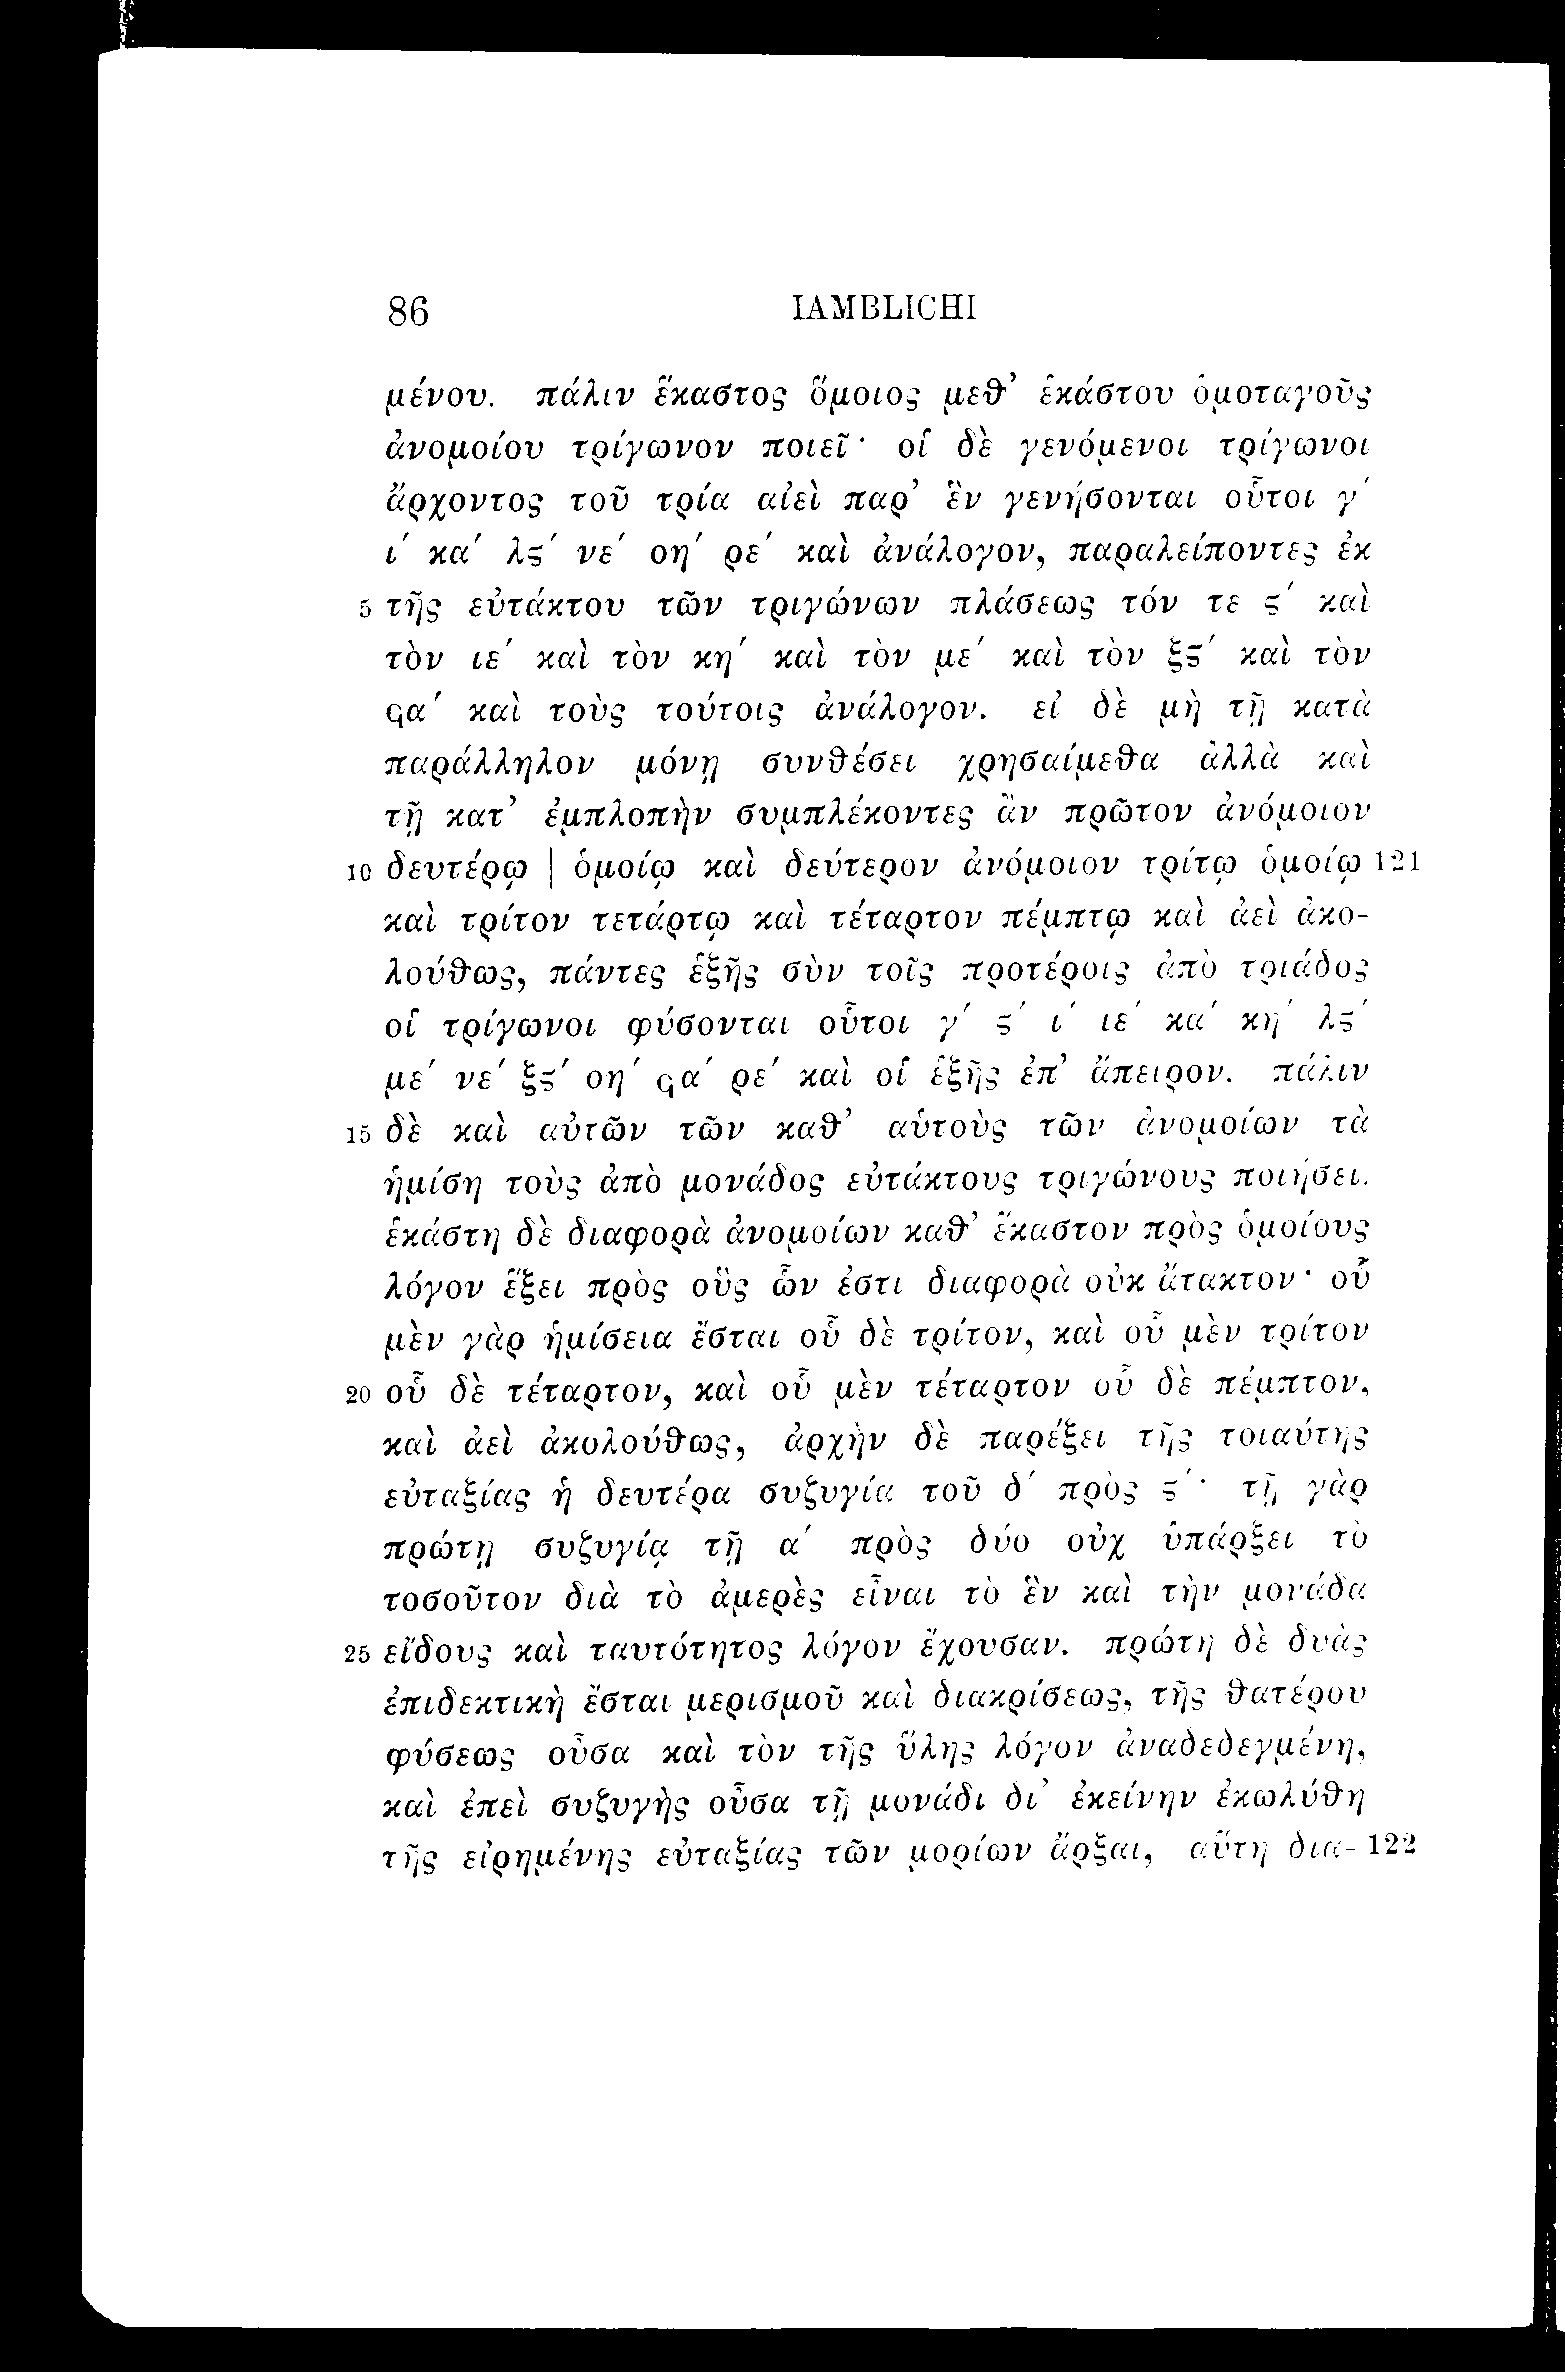 86 IAMBLICHI
μένου. πάλιν ἕκαστος ὅμοιος μεθ’ ἑκάστου ὁμοταγοῦς
ἀνομοίου τρίγωνον ποιεῖ· οἱ δὲ γενόμενοι τρίγωνοι
ἄρχοντος τοῦ τρία αἰεὶ παρ’ ἓν γενήσονται οὗτοι γ΄
ι΄ κα΄ λϛ΄ νε΄ οη΄ ρε΄ καὶ ἀνάλογον, παραλείποντες ἐκ
5 τῆς εὐτάκτου τῶν τριγώνων πλάσεως τόν τε ϛ΄ καὶ
τὸν ιε΄ καὶ τὸν κη΄ καὶ τὸν με΄ καὶ τὸν ξϛ΄ καὶ τὸν
ϙα΄ καὶ τοὺς τούτοις ἀνάλογον. εἰ δὲ μὴ τῇ κατὰ
παράλληλον μόνῃ συνθέσει χρησαίμεθα ἀλλὰ καὶ
τῇ κατ’ ἐμπλοπὴν συμπλέκοντες ἂν πρῶτον ἀνόμοιον
10 δευτέρῳ | ὁμοίῳ καὶ δεύτερον ἀνόμοιον τρίτῳ ὁμοίῳ 121
καὶ τρίτον τετάρτῳ καὶ τέταρτον πέμπτῳ καὶ ἀεὶ ἀκο-
λούθως, πάντες ἑξῆς σὺν τοῖς προτέροις ἀπὸ τριάδος
οἱ τρίγωνοι φύσονται οὗτοι γ΄ ϛ΄ ι΄ ιε΄ κα΄ κη΄ λϛ΄
με΄ νε΄ ξϛ΄ οη΄ ϙα΄ ρε΄ καὶ οἱ ἑξῆς ἐπ’ ἄπειρον. πάλιν
15 δὲ καὶ αὐτῶν τῶν καθ’ αὑτοὺς τῶν ἀνομοίων τὰ
ἡμίση τοὺς ἀπὸ μονάδος εὐτάκτους τριγώνους ποιήσει.
ἑκάστη δὲ διαφορὰ ἀνομοίων καθ’ ἕκαστον πρὸς ὁμοίους
λόγον ἕξει πρὸς οὓς ὧν ἐστι διαφορὰ οὐκ ἄτακτον· οὗ
μὲν γὰρ ἡμίσεια ἔσται οὗ δὲ τρίτον, καὶ οὗ μὲν τρίτον
20 οὗ δὲ τέταρτον, καὶ οὗ μὲν τέταρτον οὗ δὲ πέμπτον,
καὶ ἀεὶ ἀκολούθως, ἀρχὴν δὲ παρέξει τῆς τοιαύτης
εὐταξίας ἡ δευτέρα συζυγία τοῦ δ΄ πρὸς ϛ΄· τῇ γὰρ
πρώτῃ συζυγίᾳ τῇ α΄ πρὸς δύο οὐχ ὑπάρξει τὸ
τοσοῦτον διὰ τὸ ἀμερὲς εἶναι τὸ ἓν καὶ τὴν μονάδα
25 εἴδους καὶ ταυτότητος λόγον ἔχουσαν. πρώτη δὲ δυὰς
ἐπιδεκτικὴ ἔσται μερισμοῦ καὶ διακρίσεως, τῆς θατέρου
φύσεως οὖσα καὶ τὸν τῆς ὕλης λόγον ἀναδεδεγμένη,
καὶ ἐπεὶ συζυγὴς οὖσα τῇ μονάδι δι’ ἐκείνην ἐκωλύθη
τῆς εἰρημένης εὐταξίας τῶν μορίων ἄρξαι, αὕτη δια- 122